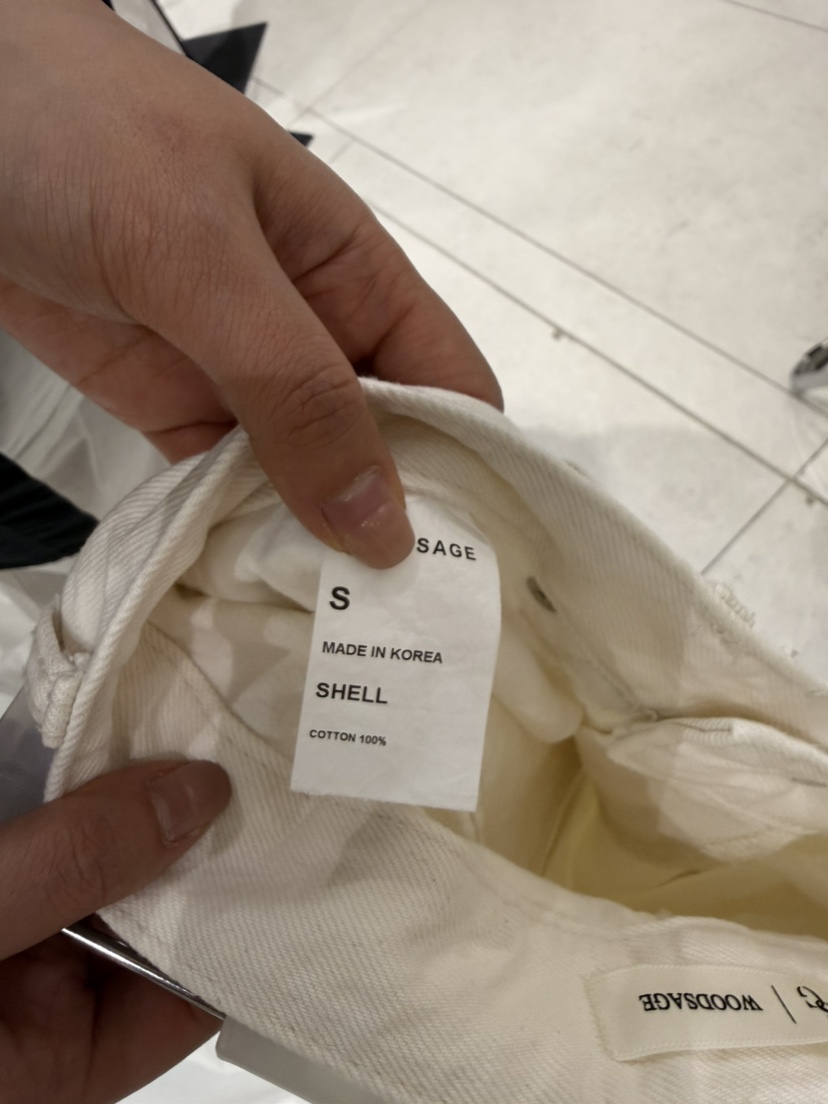 SAGE
S
MADE IN KOREA
SHELL
COTTON 100%
| WOODSAGE